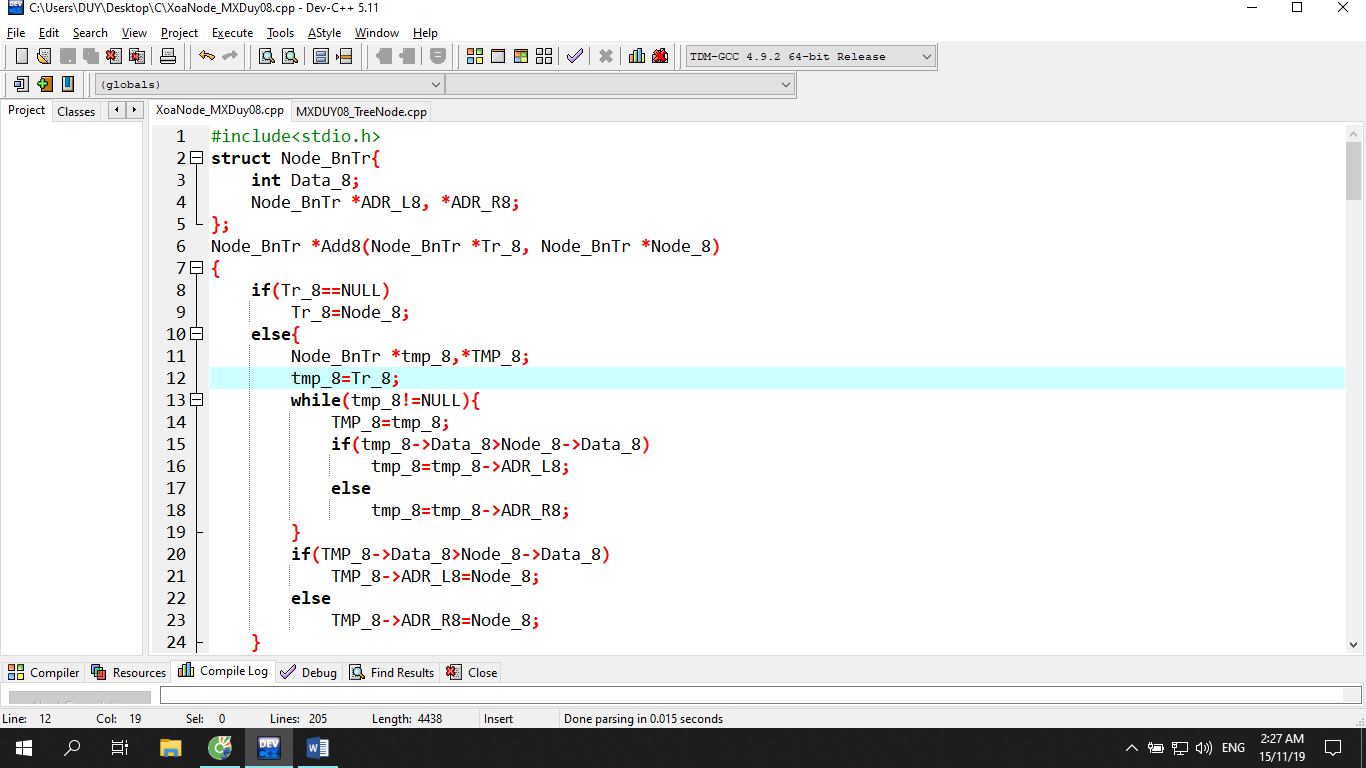 C:\Users\DUY\Desktop\C\XoaNode_MXDuy08.cpp - Dev-C++ 5.11
File Edit Search View Project Execute Tools AStyle Window Help
TDM-GCC 4.9.2 64-bit Release
(globals)
Project Classes XoaNode_MXDuy08.cpp MXDUY08_TreeNode.cpp
1 #include<stdio.h>
2 struct Node_BnTr{
3 int Data_8;
4 Node_BnTr *ADR_L8, *ADR_R8;
5 };
6 Node_BnTr *Add8(Node_BnTr *Tr_8, Node_BnTr *Node_8)
7 {
8 if(Tr_8==NULL)
9 Tr_8=Node_8;
10 else{
11 Node_BnTr *tmp_8,*TMP_8;
12 tmp_8=Tr_8;
13 while(tmp_8!=NULL){
14 TMP_8=tmp_8;
15 if(tmp_8->Data_8>Node_8->Data_8)
16 tmp_8=tmp_8->ADR_L8;
17 else
18 tmp_8=tmp_8->ADR_R8;
19 }
20 if(TMP_8->Data_8>Node_8->Data_8)
21 TMP_8->ADR_L8=Node_8;
22 else
23 TMP_8->ADR_R8=Node_8;
24 }
Compiler Resources Compile Log Debug Find Results Close
Line: 12 Col: 19 Sel: 0 Lines: 205 Length: 4438 Insert Done parsing in 0.015 seconds
DEV W ENG 2:27 AM
15/11/19